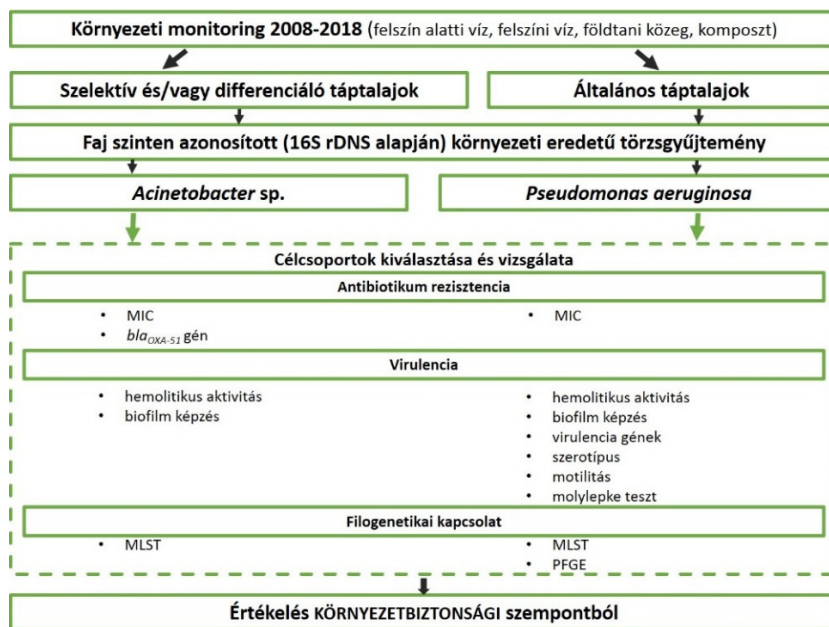 Környezeti monitoring 2008-2018 (felszín alatti víz, felszíni víz, földtani közeg, komposzt)
Szelektív és/vagy differenciáló táptalajok
Általános táptalajok
Faj szinten azonosított (16S rDNS alapján) környezeti eredetű törzsgyűjtemény
Acinetobacter sp.
Pseudomonas aeruginosa
Célcsoportok kiválasztása és vizsgálata
Antibiotikum rezisztencia
• MIC
• blaOXA-51 gén
• MIC
Virulencia
• hemolitikus aktivitás
• biofilm képzés
• hemolitikus aktivitás
• biofilm képzés
• virulencia gének
• szerotípus
• motilitás
• molylepke teszt
Filogenetikai kapcsolat
• MLST
• MLST
• PFGE
Értékelés KÖRNYEZETBIZTONSÁGI szempontból